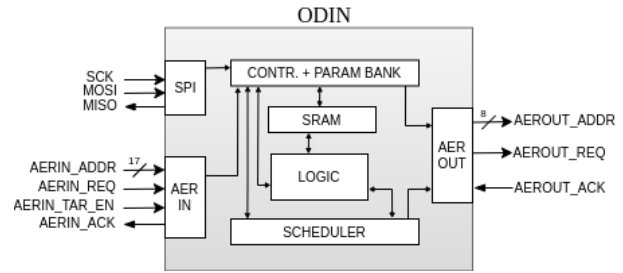 ODIN
SCK
MOSI
MISO
SPI
CONTR. + PARAM BANK
SRAM
LOGIC
SCHEDULER
17
AERIN_ADDR
AERIN_REQ
AERIN_TAR_EN
AERIN_ACK
AER
IN
AER
OUT
8
AEROUT_ADDR
AEROUT_REQ
AEROUT_ACK